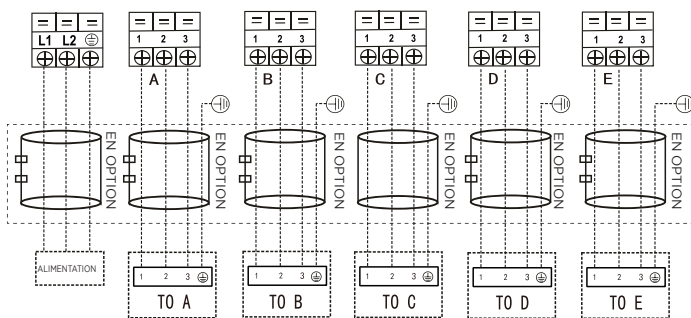 L1 L2
1 2 3
1 2 3
1 2 3
1 2 3
1 2 3
A
B
C
D
E
EN OPTION
EN OPTION
EN OPTION
EN OPTION
EN OPTION
EN OPTION
ALIMENTATION
1 2 3
1 2 3
1 2 3
1 2 3
1 2 3
TO A
TO B
TO C
TO D
TO E